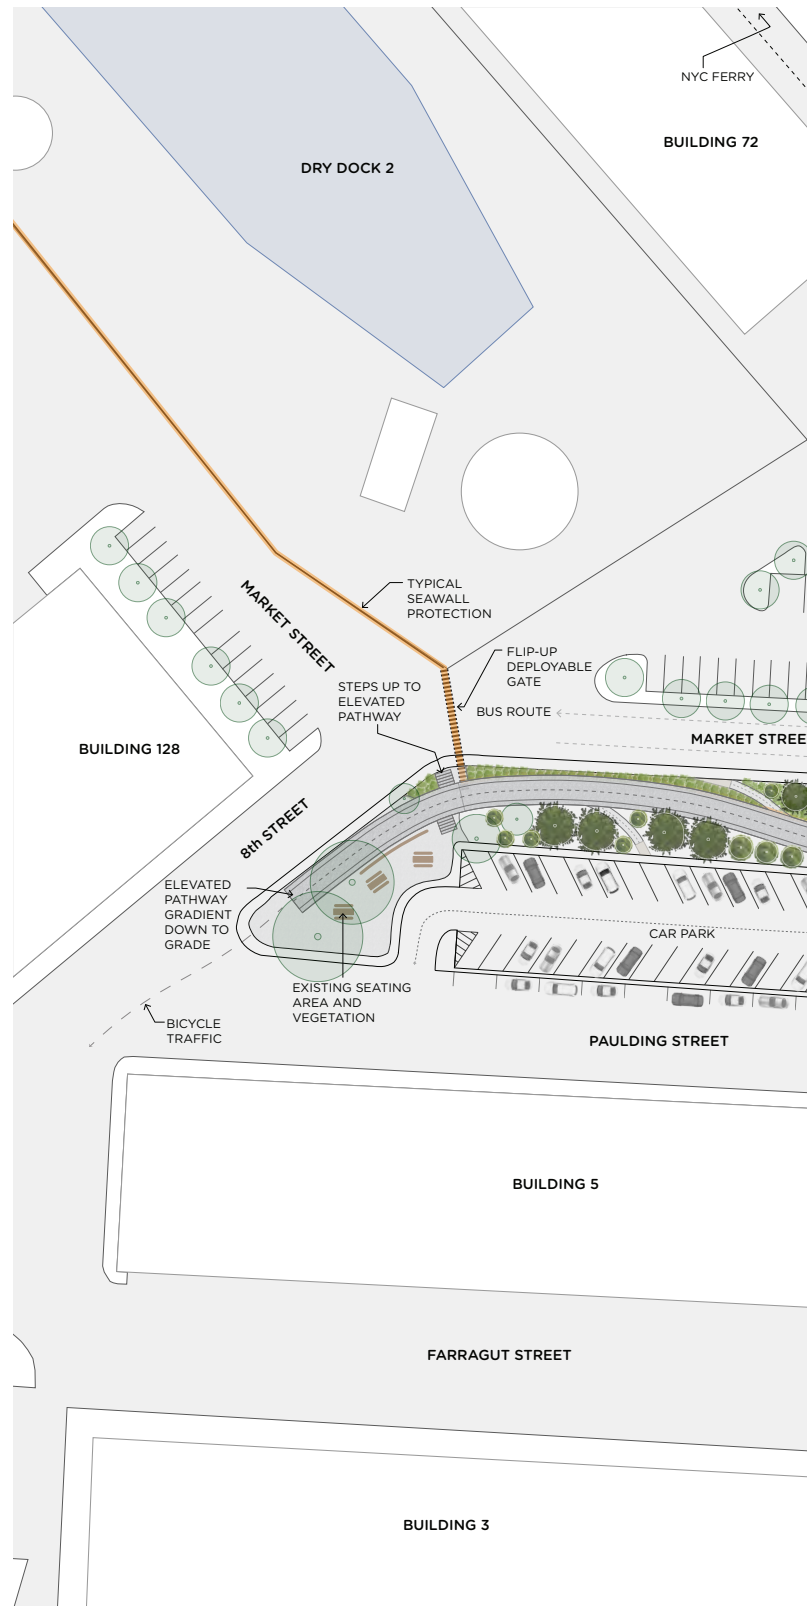 NYC FERRY
BUILDING 72
DRY DOCK 2
TYPICAL
SEAWALL
PROTECTION
MARKET STREET
FLIP-UP
DEPLOYABLE
GATE
STEPS UP TO
ELEVATED
PATHWAY
BUS ROUTE
MARKET STREE
BUILDING 128
8th STREET
ELEVATED
PATHWAY
GRADIENT
DOWN TO
GRADE
CAR PARK
EXISTING SEATING
AREA AND
VEGETATION
BICYCLE
TRAFFIC
PAULDING STREET
BUILDING 5
FARRAGUT STREET
BUILDING 3